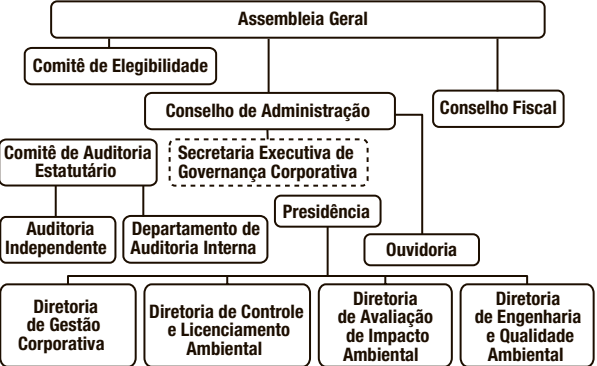 Assembleia Geral
Comitê de Elegibilidade
Conselho de Administração
Conselho Fiscal
Comitê de Auditoria
Estatutário
Secretaria Executiva de
Governança Corporativa
Presidência
Auditoria
Independente
Departamento de
Auditoria Interna
Ouvidoria
Diretoria
de Gestão
Corporativa
Diretoria de Controle
e Licenciamento
Ambiental
Diretoria
de Avaliação
de Impacto
Ambiental
Diretoria
de Engenharia
e Qualidade
Ambiental